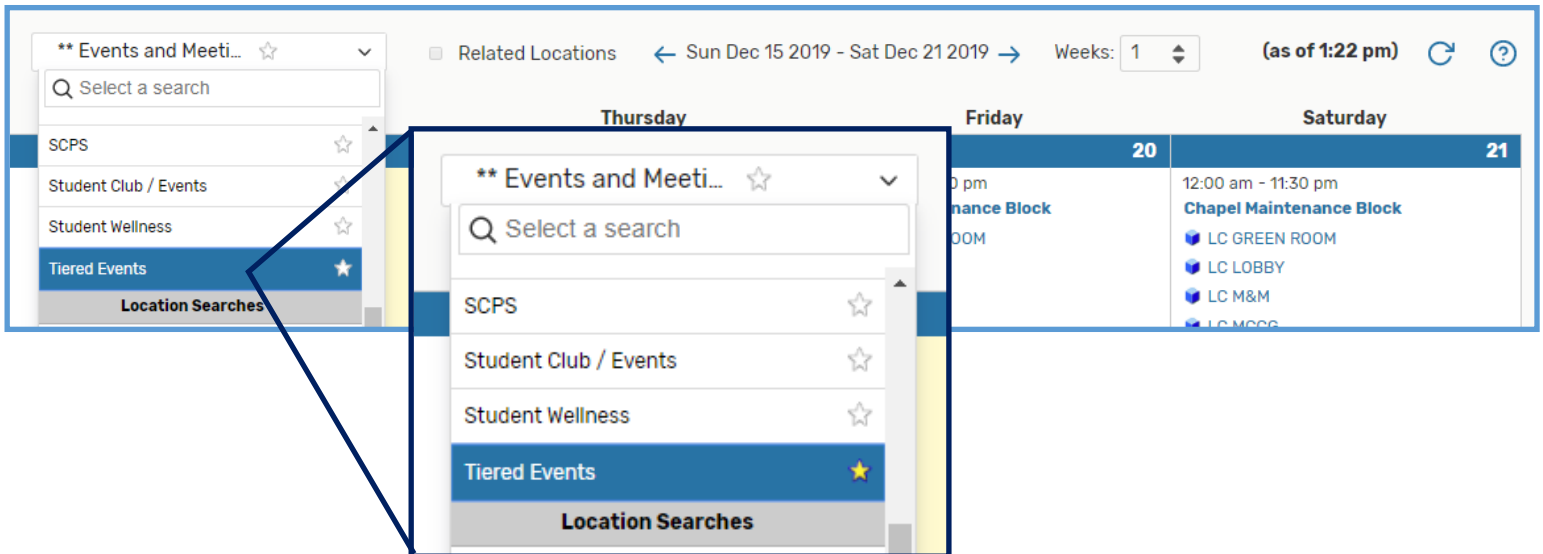 ** Events and Meeti...
Related Locations
Sun Dec 15 2019 - Sat Dec 21 2019
Weeks: 1
(as of 1:22 pm)
Select a search
Thursday
Friday
Saturday
SCPS
Student Club / Events
Student Wellness
Tiered Events
Location Searches
20
21
12:00 am - 11:30 pm
Chapel Maintenance Block
LC GREEN ROOM
LC LOBBY
LC M&M
** Events and Meeti...
Select a search
SCPS
Student Club / Events
Student Wellness
Tiered Events
Location Searches
pm
nance Block
OOM